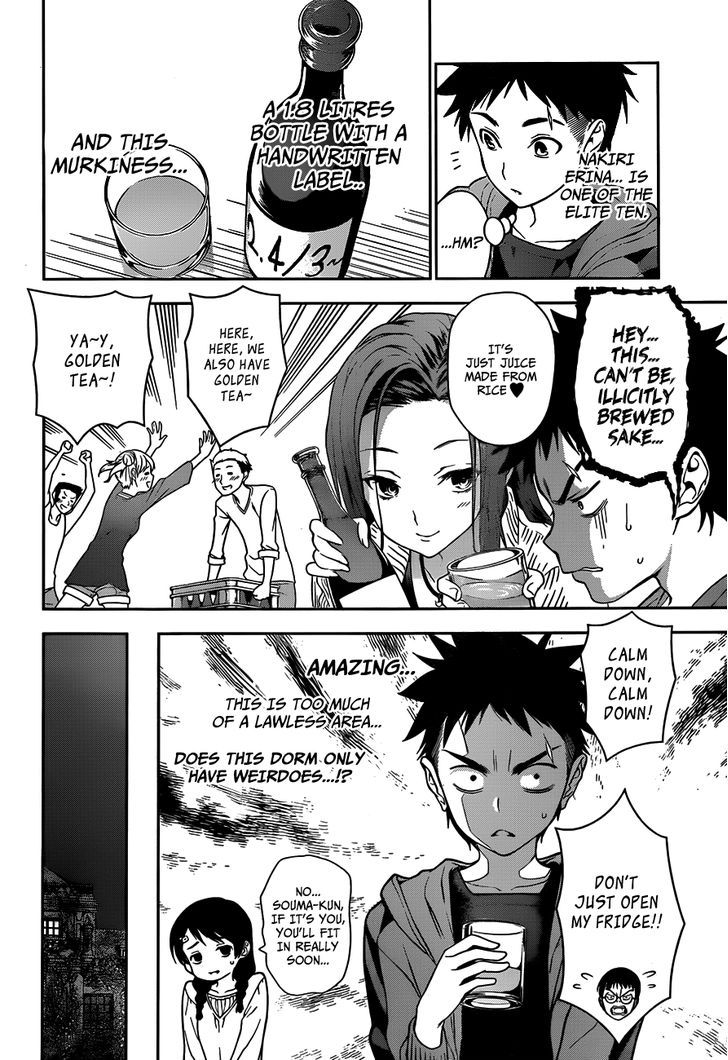 NAKIRI
ERINA... IS
ONE OF THE
ELITE TEN.
...HM?
A 1.8 LITRES
BOTTLE WITH A
HANDWRITTEN
LABEL..
AND THIS
MURKINESS...
2.4/3~
HEY...
THIS...
CAN'T BE,
ILLICITLY
BREWED
SAKE...
IT'S
JUST JUICE
MADE FROM
RICE ♥
HERE,
HERE, WE
ALSO HAVE
GOLDEN
TEA~
YA~Y,
GOLDEN
TEA~!
CALM
DOWN,
CALM
DOWN!
AMAZING...
THIS IS TOO MUCH
OF A LAWLESS AREA...
DOES THIS DORM ONLY
HAVE WEIRDOES...!?
DON'T
JUST OPEN
MY FRIDGE!!
NO...
SOUMA-KUN,
IF IT'S YOU,
YOU'LL FIT
IN REALLY
SOON...